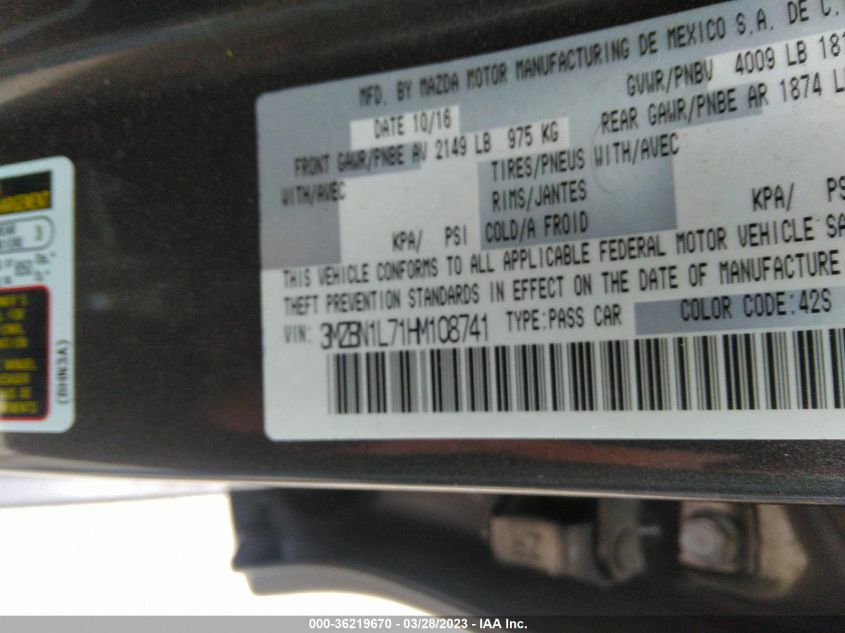 MFD. BY MAZDA MOTOR MANUFACTURING DE MEXICO S.A. DE C.
DATE 10/16
GVWR/PNBV 4009 LB 181
FRONT GAWR/PNBE AV 2149 LB 975 KG
REAR GAWR/PNBE AR 1874 L
WITH/AVEC
TIRES/PNEUS
WITH/AVEC
RIMS/JANTES
KPA/ PSI
COLD/A FROID
KPA/ PS
THIS VEHICLE CONFORMS TO ALL APPLICABLE FEDERAL MOTOR VEHICLE SA
THEFT PREVENTION STANDARDS IN EFFECT ON THE DATE OF MANUFACTURE
VIN: 3MZBN1L71HM108741 TYPE:PASS CAR
COLOR CODE:42S
(BHN3A)
000-36219670 - 03/28/2023 - IAA Inc.